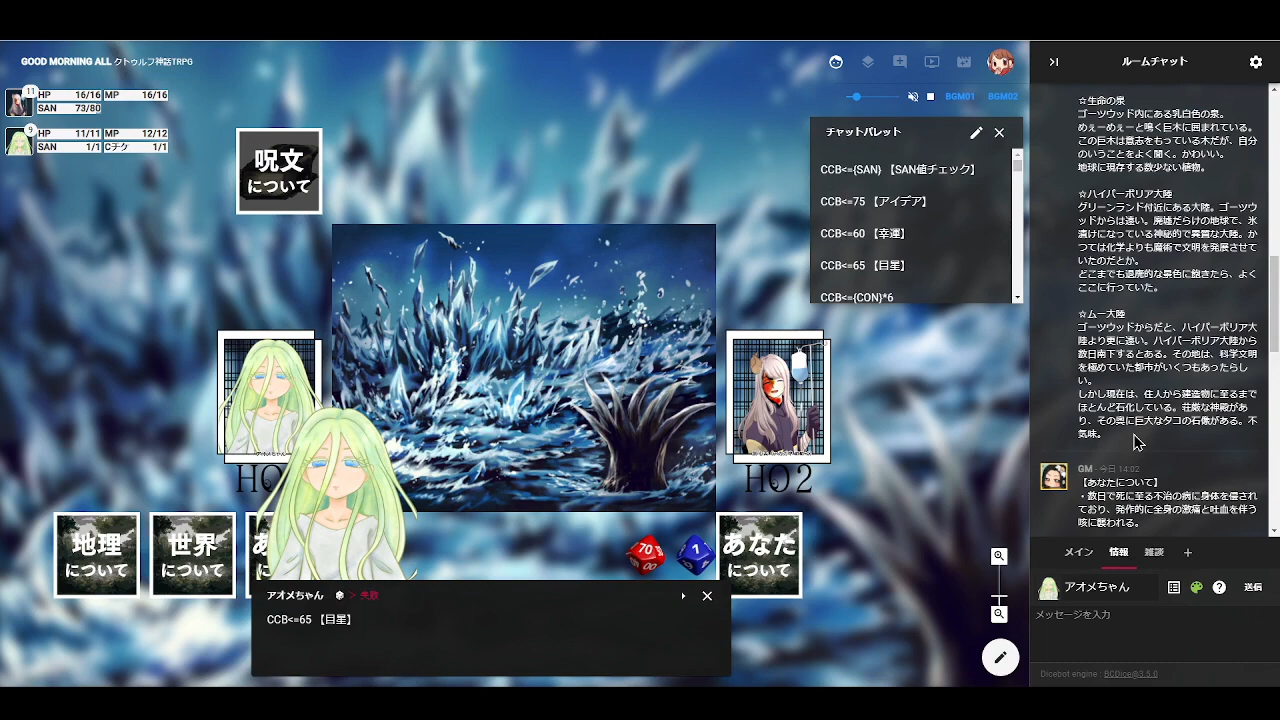 GOOD MORNING ALL クトゥルフ神話TRPG
11
HP 16/16 MP 16/16
SAN 73/80
9
HP 11/11 MP 12/12
SAN 1/1 Cチケ 1/1
呪文
について
BGM01 BGM02
チャットパレット
CCB<={SAN} 【SAN値チェック】
CCB<=75 【アイデア】
CCB<=60 【幸運】
CCB<=65 【目星】
CCB<={CON}*6
HO
HO2
地理
について
世界
について
あなた
について
70
00
1
アオメちゃん > 失敗
CCB<=65 【目星】
ルームチャット
☆生命の泉
ゴーツウッド内にある乳白色の泉。
めぇーめぇーと鳴く巨木に囲まれている。
この巨木は意志をもっている木だが、自分
のいうことをよく聞く。かわいい。
地球に現存する数少ない植物。
☆ハイパーボリア大陸
グリーンランド付近にある大陸。ゴーツウ
ッドからは遠い。廃墟だらけの地球で、氷
漬けになっている神秘的で異質な大陸。か
つては化学よりも魔術で文明を発展させて
いたのだとか。
どこまでも退廃的な景色に飽きたら、よく
ここに行っていた。
☆ムー大陸
ゴーツウッドからだと、ハイパーボリア大
陸より更に遠い。ハイパーボリア大陸から
数日南下するとある。その地は、科学文明
を極めていた都市がいくつもあったらし
い。
しかし現在は、住人から建造物に至るまで
ほとんど石化している。荘厳な神殿があ
り、その奥に巨大なタコの石像がある。不
気味。
GM - 今日 14:02
【あなたについて】
・数日で死に至る不治の病に身体を侵され
ており、発作的に全身の激痛と吐血を伴う
咳に襲われる。
メイン 情報 雑談 +
アオメちゃん 送信
メッセージを入力
Dicebot engine : BCDice@3.5.0